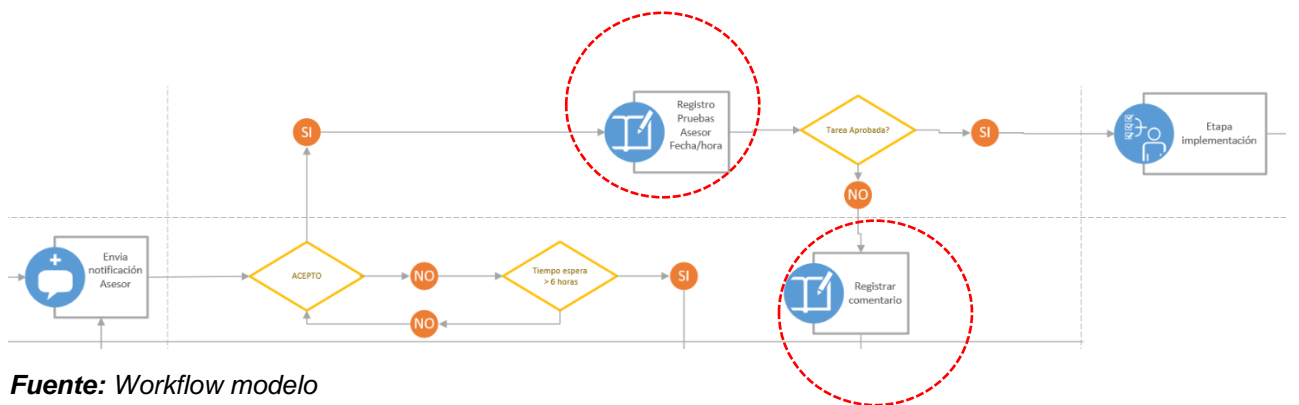 SI
Registro
Pruebas
Asesor
Fecha/hora
Tarea Aprobada?
SI
Etapa
implementación
NO
Envia
notificación
Asesor
ACEPTO
NO
Tiempo espera
> 6 horas
SI
NO
Registrar
comentario
Fuente: Workflow modelo